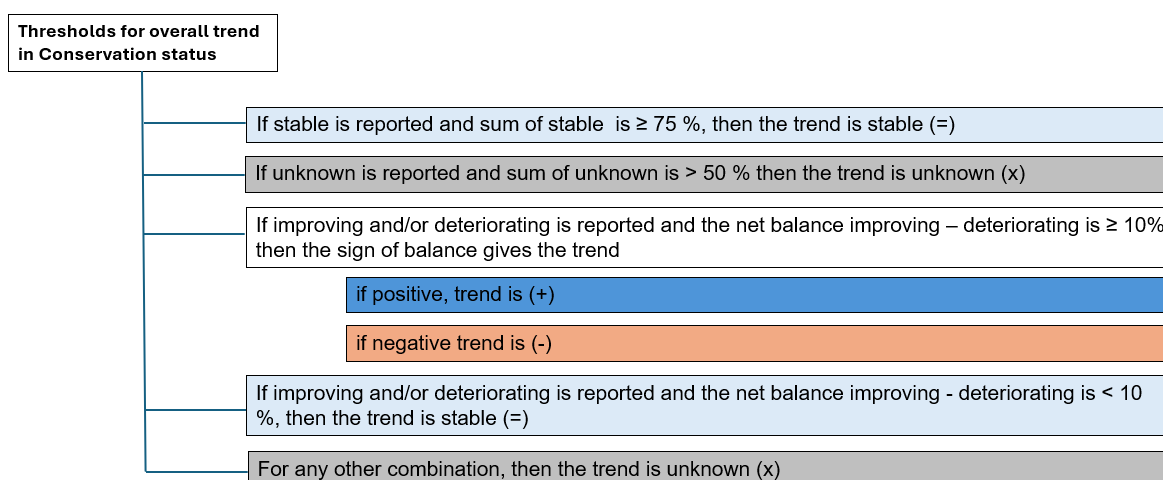 Thresholds for overall trend
in Conservation status
If stable is reported and sum of stable  is ≥ 75 %, then the trend is stable (=)
If unknown is reported and sum of unknown is > 50 % then the trend is unknown (x)
If improving and/or deteriorating is reported and the net balance improving – deteriorating is ≥ 10%
then the sign of balance gives the trend
if positive, trend is (+)
if negative trend is (-)
If improving and/or deteriorating is reported and the net balance improving - deteriorating is < 10
%, then the trend is stable (=)
For any other combination, then the trend is unknown (x)